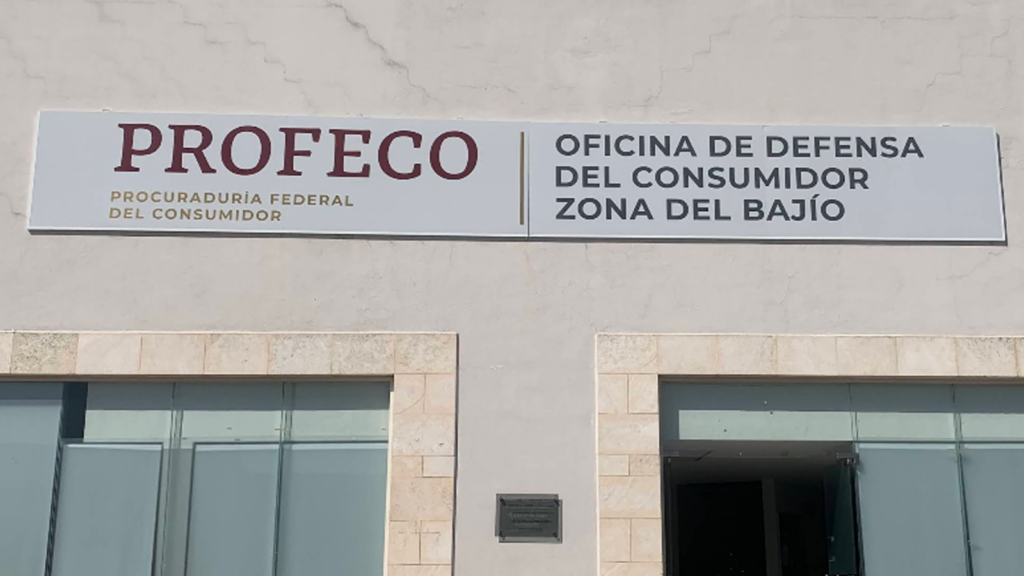 PROFECO
PROCURADURÍA FEDERAL
DEL CONSUMIDOR
OFICINA DE DEFENSA
DEL CONSUMIDOR
ZONA DEL BAJÍO